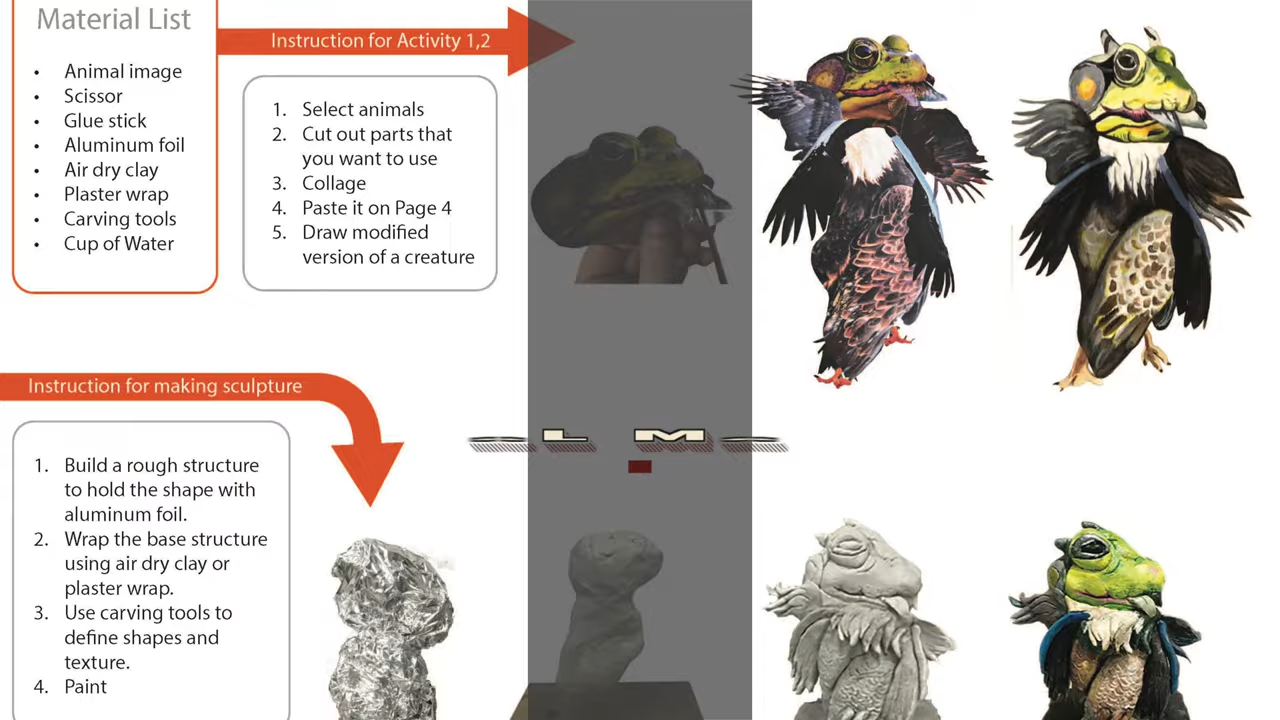 Material List
• Animal image
• Scissor
• Glue stick
• Aluminum foil
• Air dry clay
• Plaster wrap
• Carving tools
• Cup of Water
Instruction for Activity 1,2
1. Select animals
2. Cut out parts that
you want to use
3. Collage
4. Paste it on Page 4
5. Draw modified
version of a creature
Instruction for making sculpture
1. Build a rough structure
to hold the shape with
aluminum foil.
2. Wrap the base structure
using air dry clay or
plaster wrap.
3. Use carving tools to
define shapes and
texture.
4. Paint